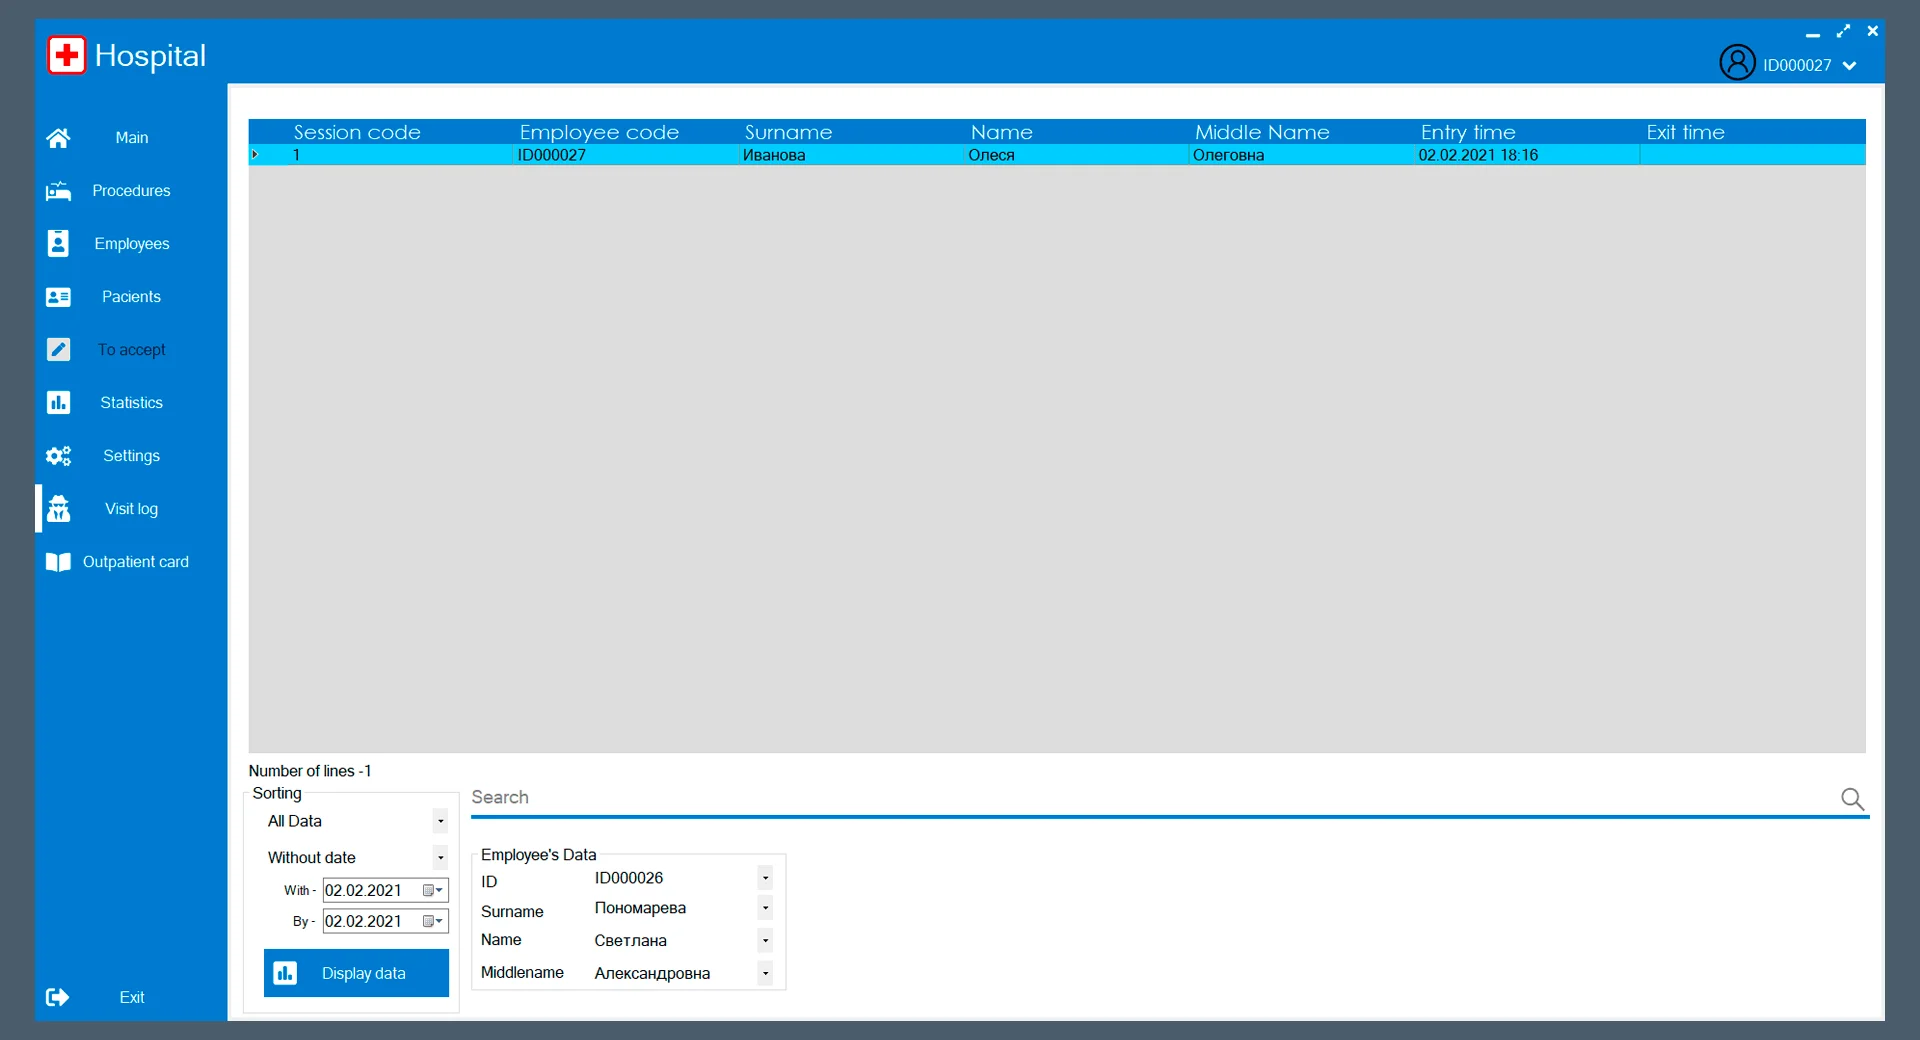 Hospital
ID000027
Main
Procedures
Employees
Pacients
To accept
Statistics
Settings
Visit log
Outpatient card
Exit
Session code Employee code Surname Name Middle Name Entry time Exit time
1 ID000027 Иванова Олеся Олеговна 02.02.2021 18:16
Number of lines -1
Sorting
All Data
Without date
With - 02.02.2021
By - 02.02.2021
Display data
Search
Employee's Data
ID ID000026
Surname Пономарева
Name Светлана
Middlename Александровна